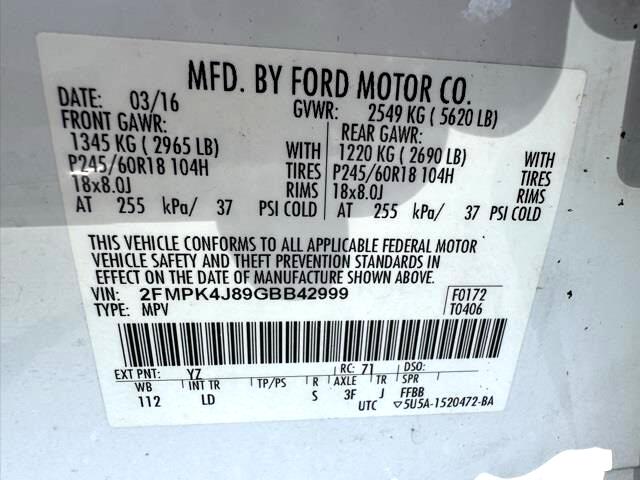 MFD. BY FORD MOTOR CO.
DATE: 03/16 GVWR: 2549 KG ( 5620 LB)
FRONT GAWR: REAR GAWR:
1345 KG ( 2965 LB) WITH 1220 KG ( 2690 LB) WITH
P245/60R18 104H TIRES P245/60R18 104H TIRES
18x8.0J RIMS 18x8.0J RIMS
AT 255 kPa/ 37 PSI COLD AT 255 kPa/ 37 PSI COLD
THIS VEHICLE CONFORMS TO ALL APPLICABLE FEDERAL MOTOR
VEHICLE SAFETY AND THEFT PREVENTION STANDARDS IN
EFFECT ON THE DATE OF MANUFACTURE SHOWN ABOVE.
VIN: 2FMPK4J89GBB42999 F0172
TYPE: MPV T0406
EXT PNT: YZ RC: 71 DSO:
WB INT TR TP/PS R AXLE TR SPR
112 LD S 3F J FFBB
UTC ▽5U5A-1520472-BA